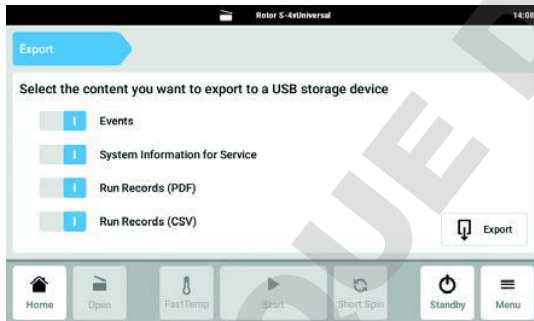 Rotor S-4xUniversal 14:08
Export
Select the content you want to export to a USB storage device
I Events
I System Information for Service
I Run Records (PDF)
I Run Records (CSV)
Export
Home Open FastTemp Start Short Spin Standby Menu